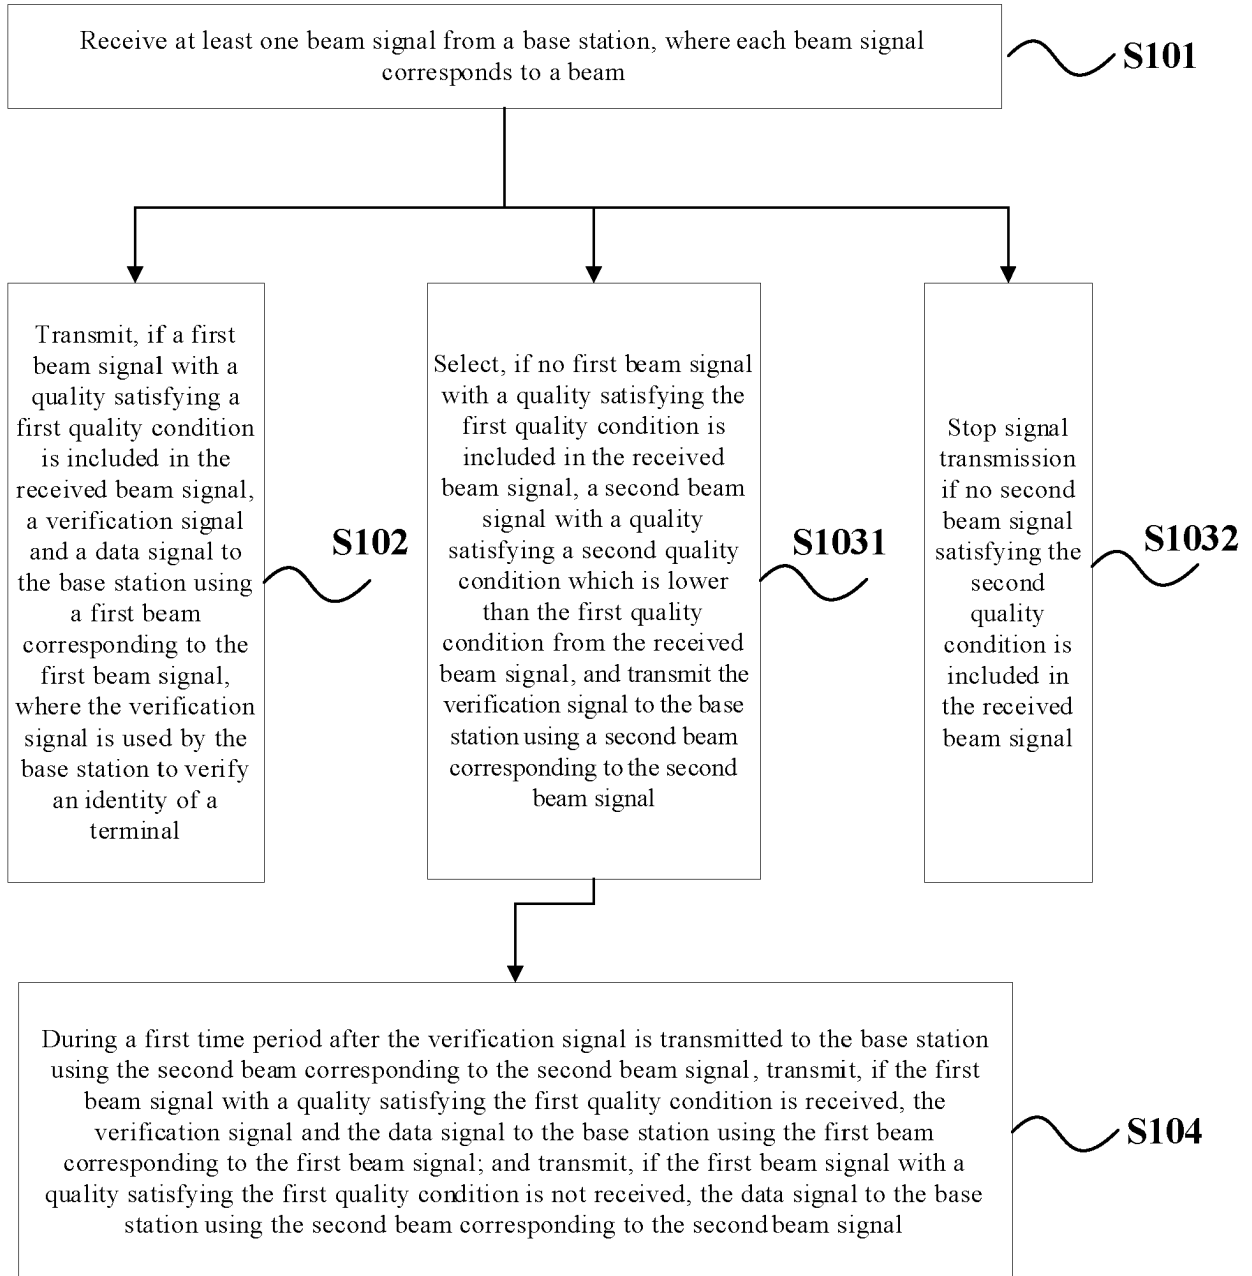 Receive at least one beam signal from a base station, where each beam signal
corresponds to a beam
S101
Transmit, if a first
beam signal with a
quality satisfying a
first quality condition
is included in the
received beam signal,
a verification signal
and a data signal to
the base station using
a first beam
corresponding to the
first beam signal,
where the verification
signal is used by the
base station to verify
an identity of a
terminal
S102
Select, if no first beam signal
with a quality satisfying the
first quality condition is
included in the received
beam signal, a second beam
signal with a quality
satisfying a second quality
condition which is lower
than the first quality
condition from the received
beam signal, and transmit the
verification signal to the base
station using a second beam
corresponding to the second
beam signal
S1031
Stop signal
transmission
if no second
beam signal
satisfying the
second
quality
condition is
included in
the received
beam signal
S1032
During a first time period after the verification signal is transmitted to the base station
using the second beam corresponding to the second beam signal, transmit, if the first
beam signal with a quality satisfying the first quality condition is received, the
verification signal and the data signal to the base station using the first beam
corresponding to the first beam signal; and transmit, if the first beam signal with a
quality satisfying the first quality condition is not received, the data signal to the base
station using the second beam corresponding to the second beam signal
S104